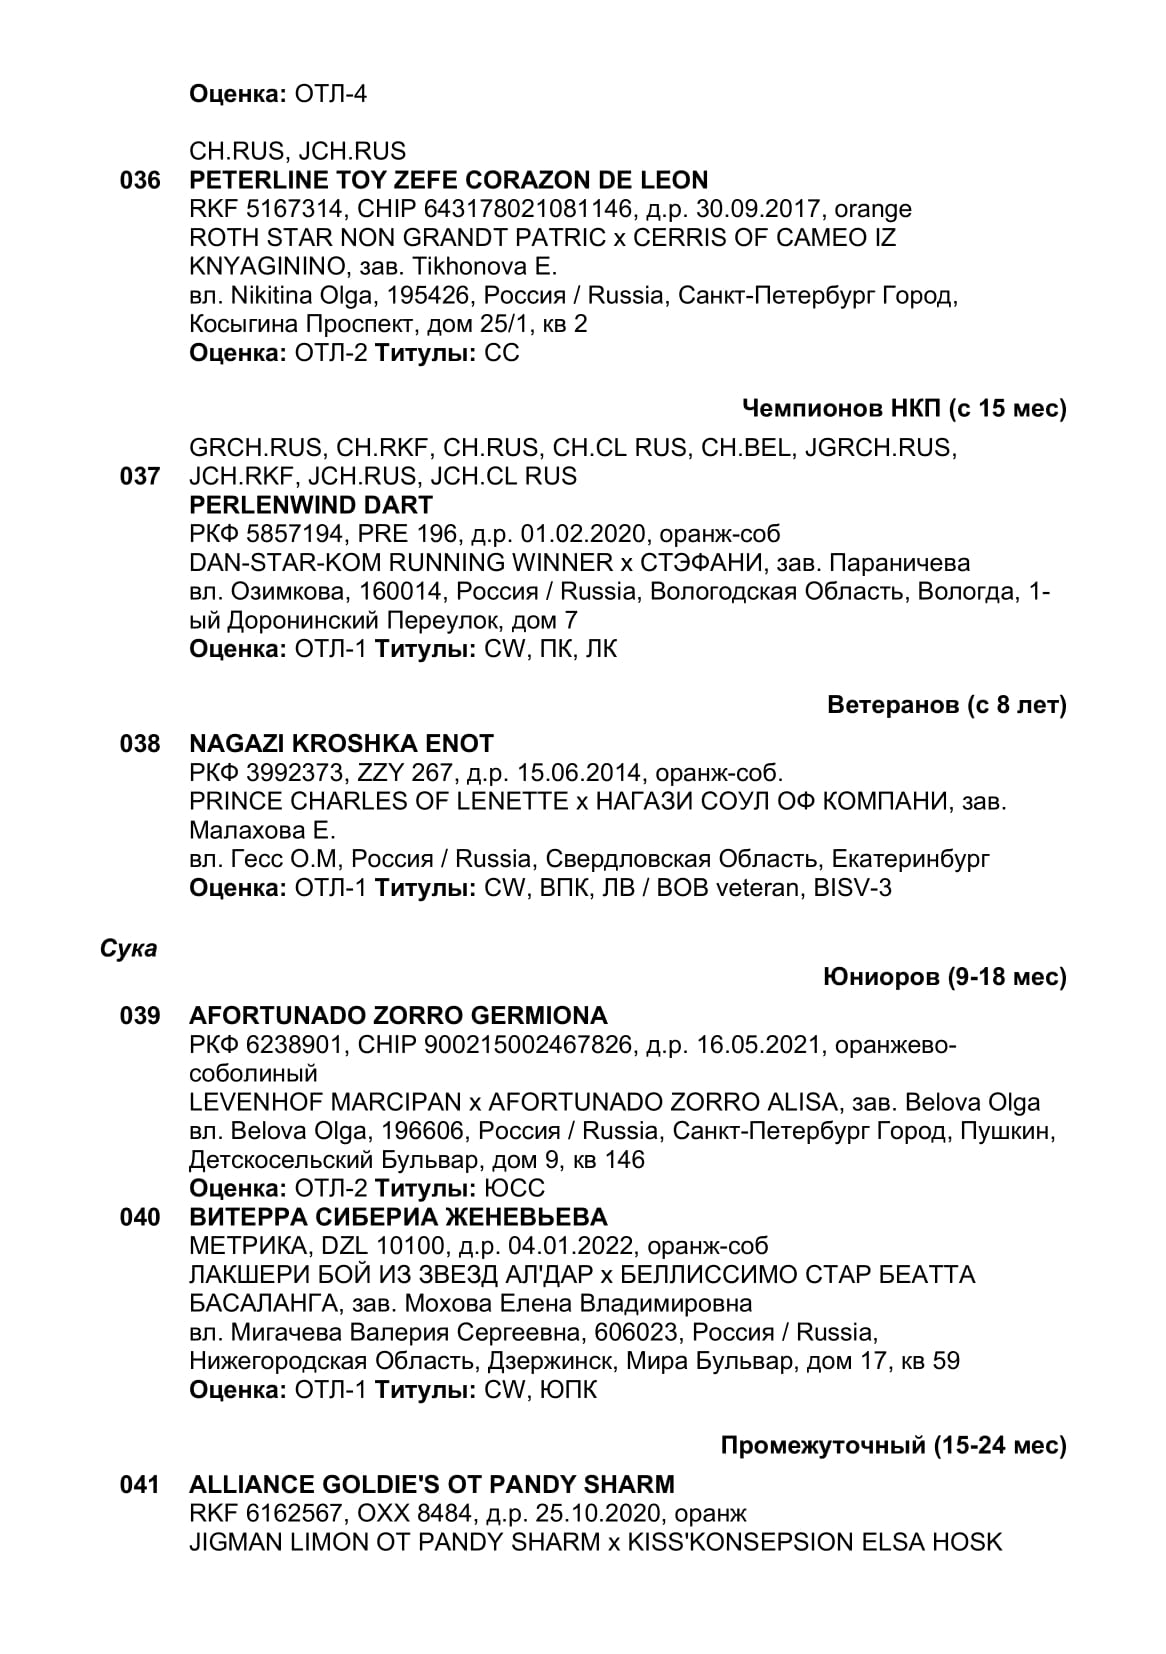 Оценка: ОТЛ-4
CH.RUS, JCH.RUS
036 PETERLINE TOY ZEFE CORAZON DE LEON
RKF 5167314, CHIP 643178021081146, д.р. 30.09.2017, orange
ROTH STAR NON GRANDT PATRIC x CERRIS OF CAMEO IZ
KNYAGININO, зав. Tikhonova E.
вл. Nikitina Olga, 195426, Россия / Russia, Санкт-Петербург Город,
Косыгина Проспект, дом 25/1, кв 2
Оценка: ОТЛ-2 Титулы: СС
Чемпионов НКП (с 15 мес)
GRCH.RUS, CH.RKF, CH.RUS, CH.CL RUS, CH.BEL, JGRCH.RUS,
037 JCH.RKF, JCH.RUS, JCH.CL RUS
PERLENWIND DART
РКФ 5857194, PRE 196, д.р. 01.02.2020, оранж-соб
DAN-STAR-KOM RUNNING WINNER x СТЭФАНИ, зав. Параничева
вл. Озимкова, 160014, Россия / Russia, Вологодская Область, Вологда, 1-
ый Доронинский Переулок, дом 7
Оценка: ОТЛ-1 Титулы: CW, ПК, ЛК
Ветеранов (с 8 лет)
038 NAGAZI KROSHKA ENOT
РКФ 3992373, ZZY 267, д.р. 15.06.2014, оранж-соб.
PRINCE CHARLES OF LENETTE x НАГАЗИ СОУЛ ОФ КОМПАНИ, зав.
Малахова Е.
вл. Гесс О.М, Россия / Russia, Свердловская Область, Екатеринбург
Оценка: ОТЛ-1 Титулы: CW, ВПК, ЛВ / BOB veteran, BISV-3
Сука
Юниоров (9-18 мес)
039 AFORTUNADO ZORRO GERMIONA
РКФ 6238901, CHIP 900215002467826, д.р. 16.05.2021, оранжево-
соболиный
LEVENHOF MARCIPAN x AFORTUNADO ZORRO ALISA, зав. Belova Olga
вл. Belova Olga, 196606, Россия / Russia, Санкт-Петербург Город, Пушкин,
Детскосельский Бульвар, дом 9, кв 146
Оценка: ОТЛ-2 Титулы: ЮСС
040 ВИТЕРРА СИБЕРИА ЖЕНЕВЬЕВА
МЕТРИКА, DZL 10100, д.р. 04.01.2022, оранж-соб
ЛАКШЕРИ БОЙ ИЗ ЗВЕЗД АЛ'ДАР x БЕЛЛИССИМО СТАР БЕАТТА
БАСАЛАНГА, зав. Мохова Елена Владимировна
вл. Мигачева Валерия Сергеевна, 606023, Россия / Russia,
Нижегородская Область, Дзержинск, Мира Бульвар, дом 17, кв 59
Оценка: ОТЛ-1 Титулы: CW, ЮПК
Промежуточный (15-24 мес)
041 ALLIANCE GOLDIE'S OT PANDY SHARM
RKF 6162567, OXX 8484, д.р. 25.10.2020, оранж
JIGMAN LIMON OT PANDY SHARM x KISS'KONSEPSION ELSA HOSK